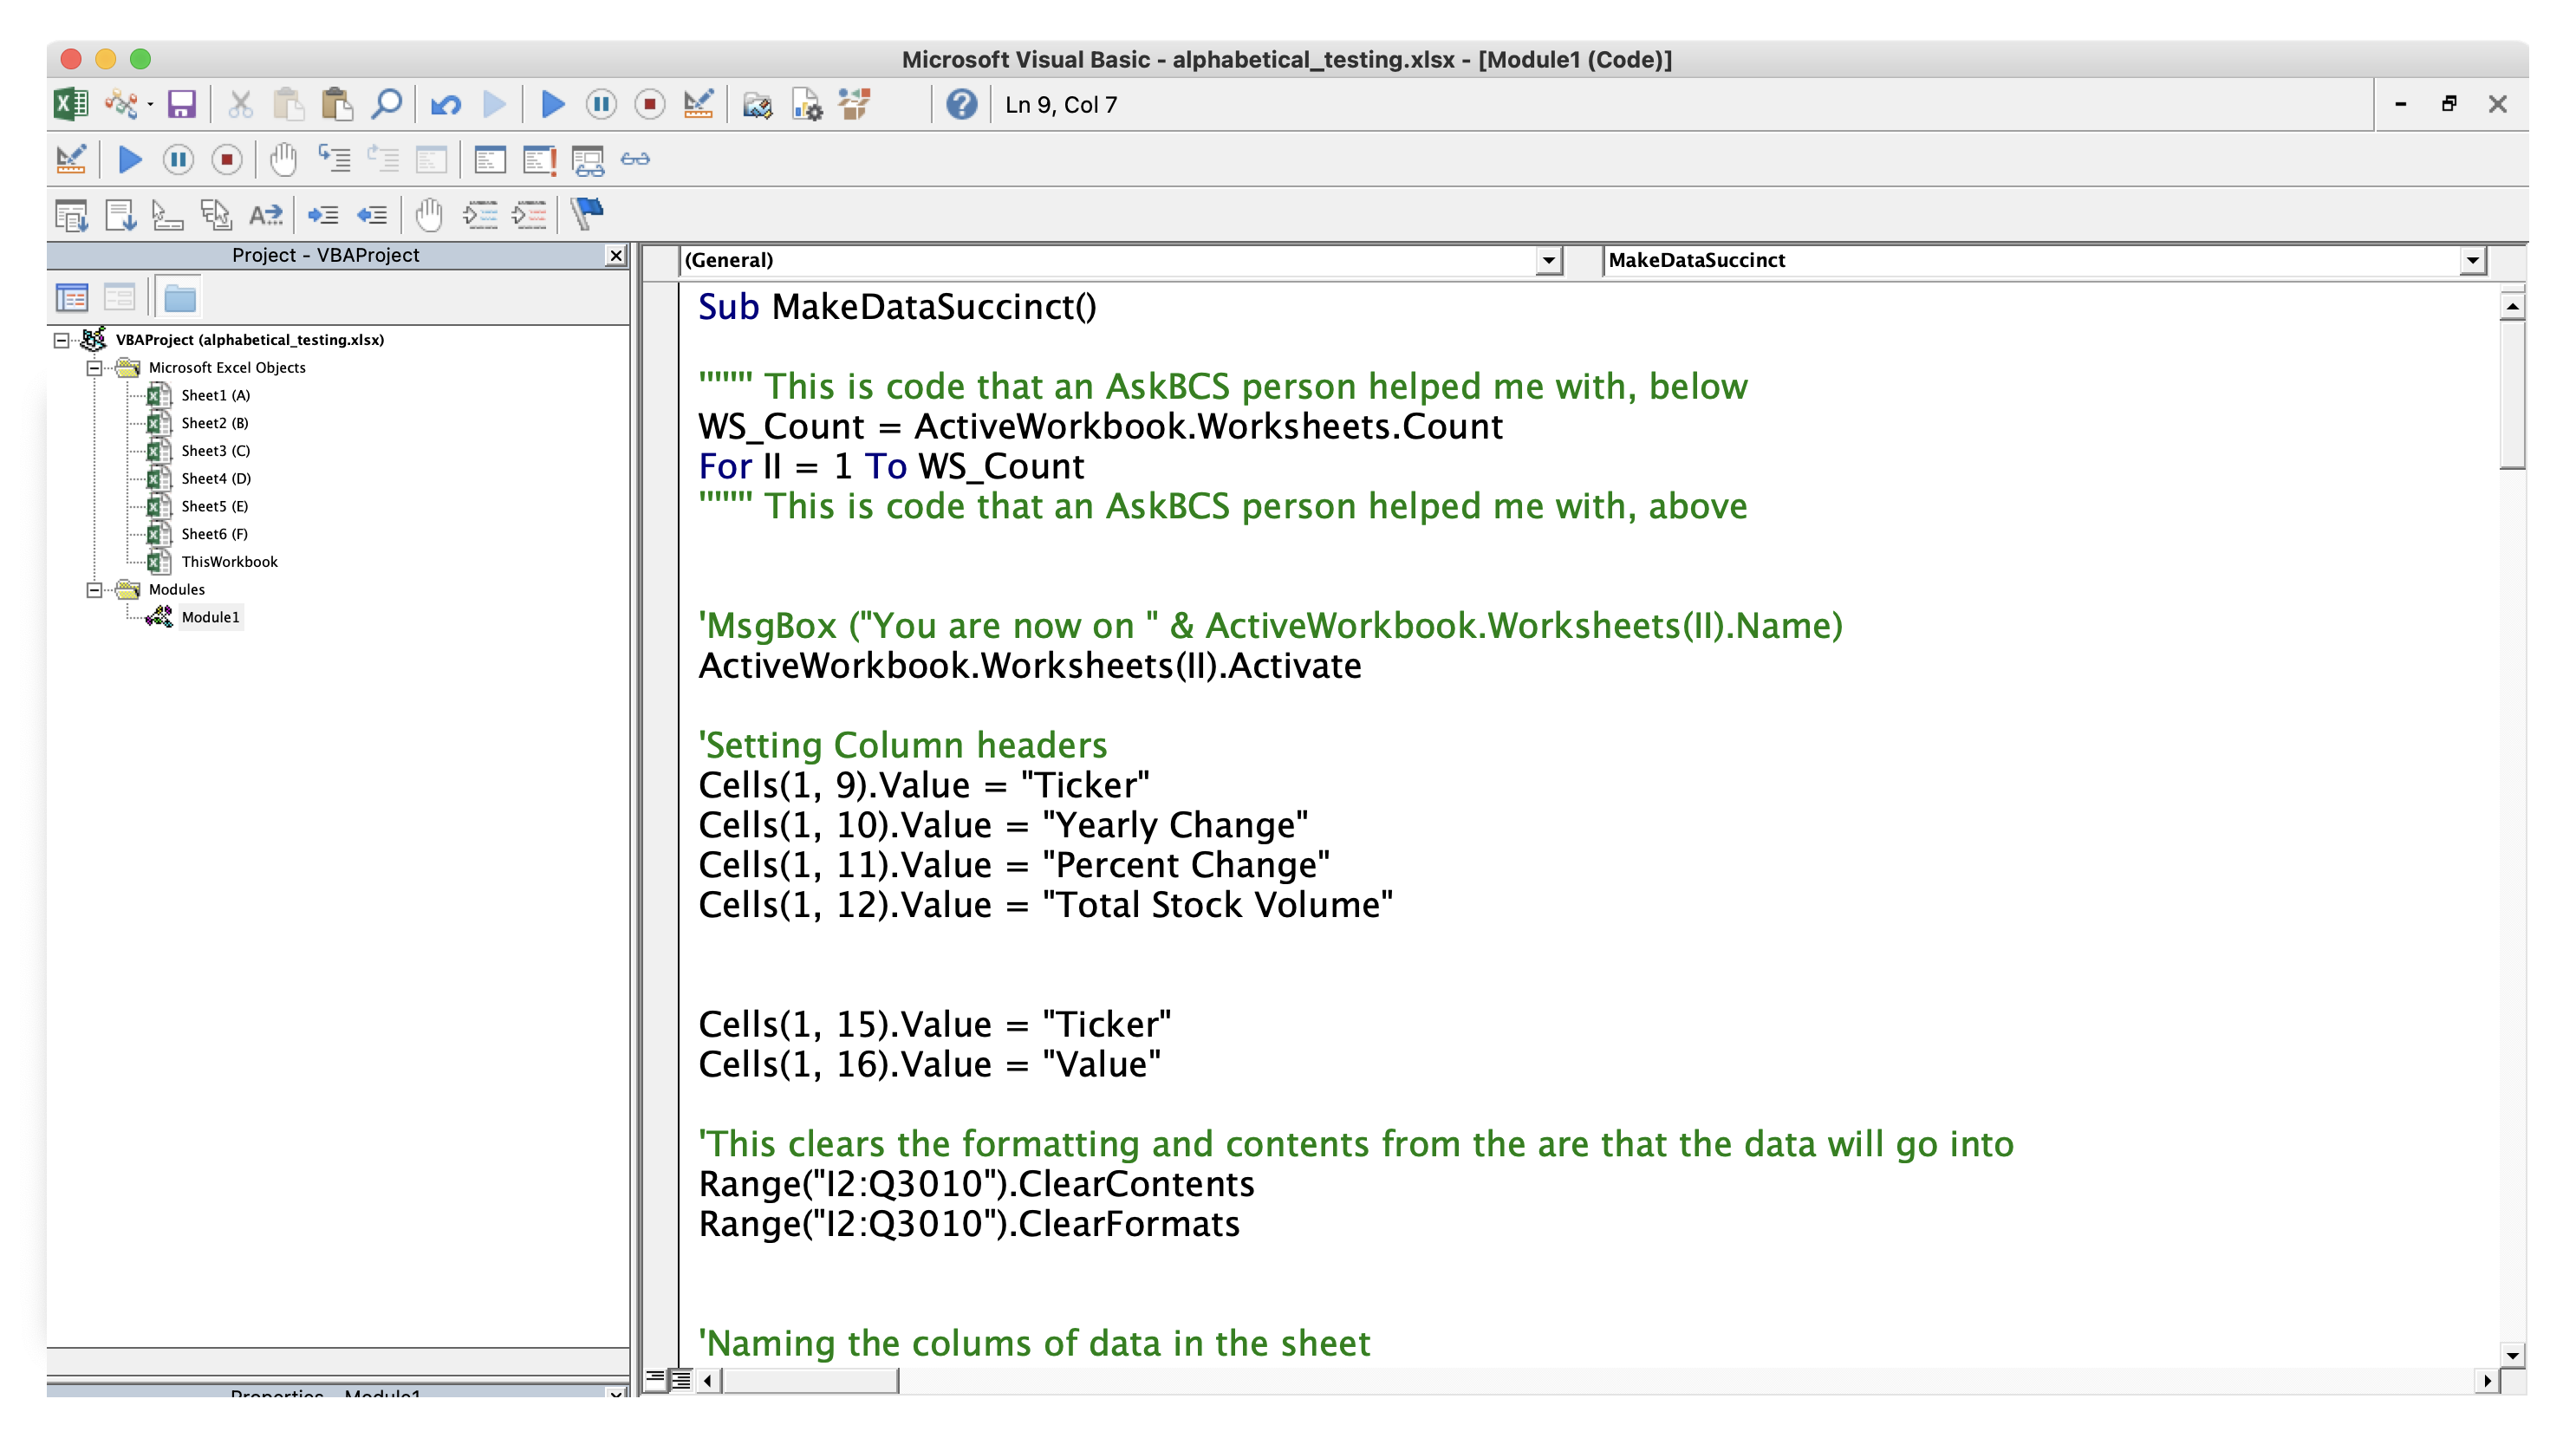 Microsoft Visual Basic - alphabetical_testing.xlsx - [Module1 (Code)]
Ln 9, Col 7
Project - VBAProject
(General)
MakeDataSuccinct
VBAProject (alphabetical_testing.xlsx)
Microsoft Excel Objects
Sheet1 (A)
Sheet2 (B)
Sheet3 (C)
Sheet4 (D)
Sheet5 (E)
Sheet6 (F)
ThisWorkbook
Modules
Module1
Properties - Module1
Sub MakeDataSuccinct()
''''''''' This is code that an AskBCS person helped me with, below
WS_Count = ActiveWorkbook.Worksheets.Count
For II = 1 To WS_Count
''''''''' This is code that an AskBCS person helped me with, above
'MsgBox ("You are now on " & ActiveWorkbook.Worksheets(II).Name)
ActiveWorkbook.Worksheets(II).Activate
'Setting Column headers
Cells(1, 9).Value = "Ticker"
Cells(1, 10).Value = "Yearly Change"
Cells(1, 11).Value = "Percent Change"
Cells(1, 12).Value = "Total Stock Volume"
Cells(1, 15).Value = "Ticker"
Cells(1, 16).Value = "Value"
'This clears the formatting and contents from the are that the data will go into
Range("I2:Q3010").ClearContents
Range("I2:Q3010").ClearFormats
'Naming the colums of data in the sheet